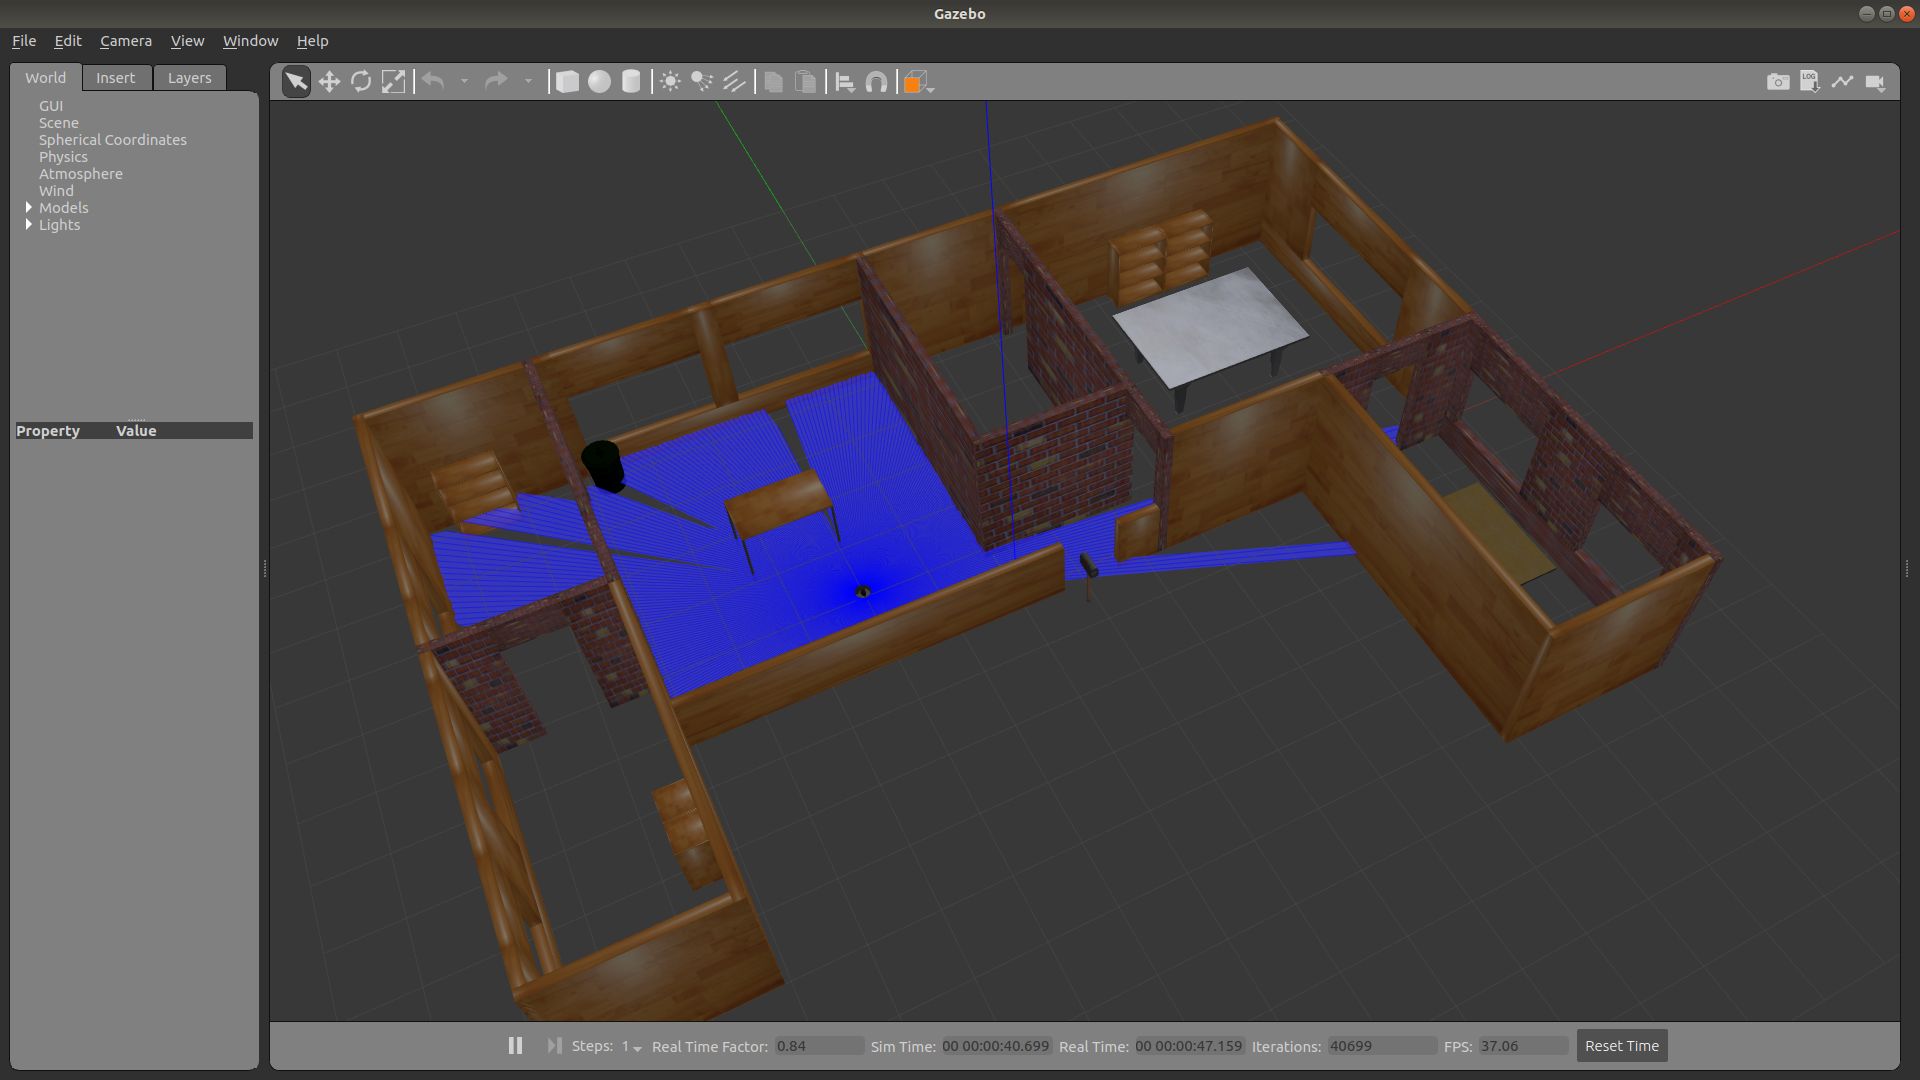 Gazebo
File Edit Camera View Window Help
World Insert Layers
GUI
Scene
Spherical Coordinates
Physics
Atmosphere
Wind
Models
Lights
Property Value
LOG
Steps: 1 Real Time Factor: 0.84 Sim Time: 00 00:00:40.699 Real Time: 00 00:00:47.159 Iterations: 40699 FPS: 37.06 Reset Time